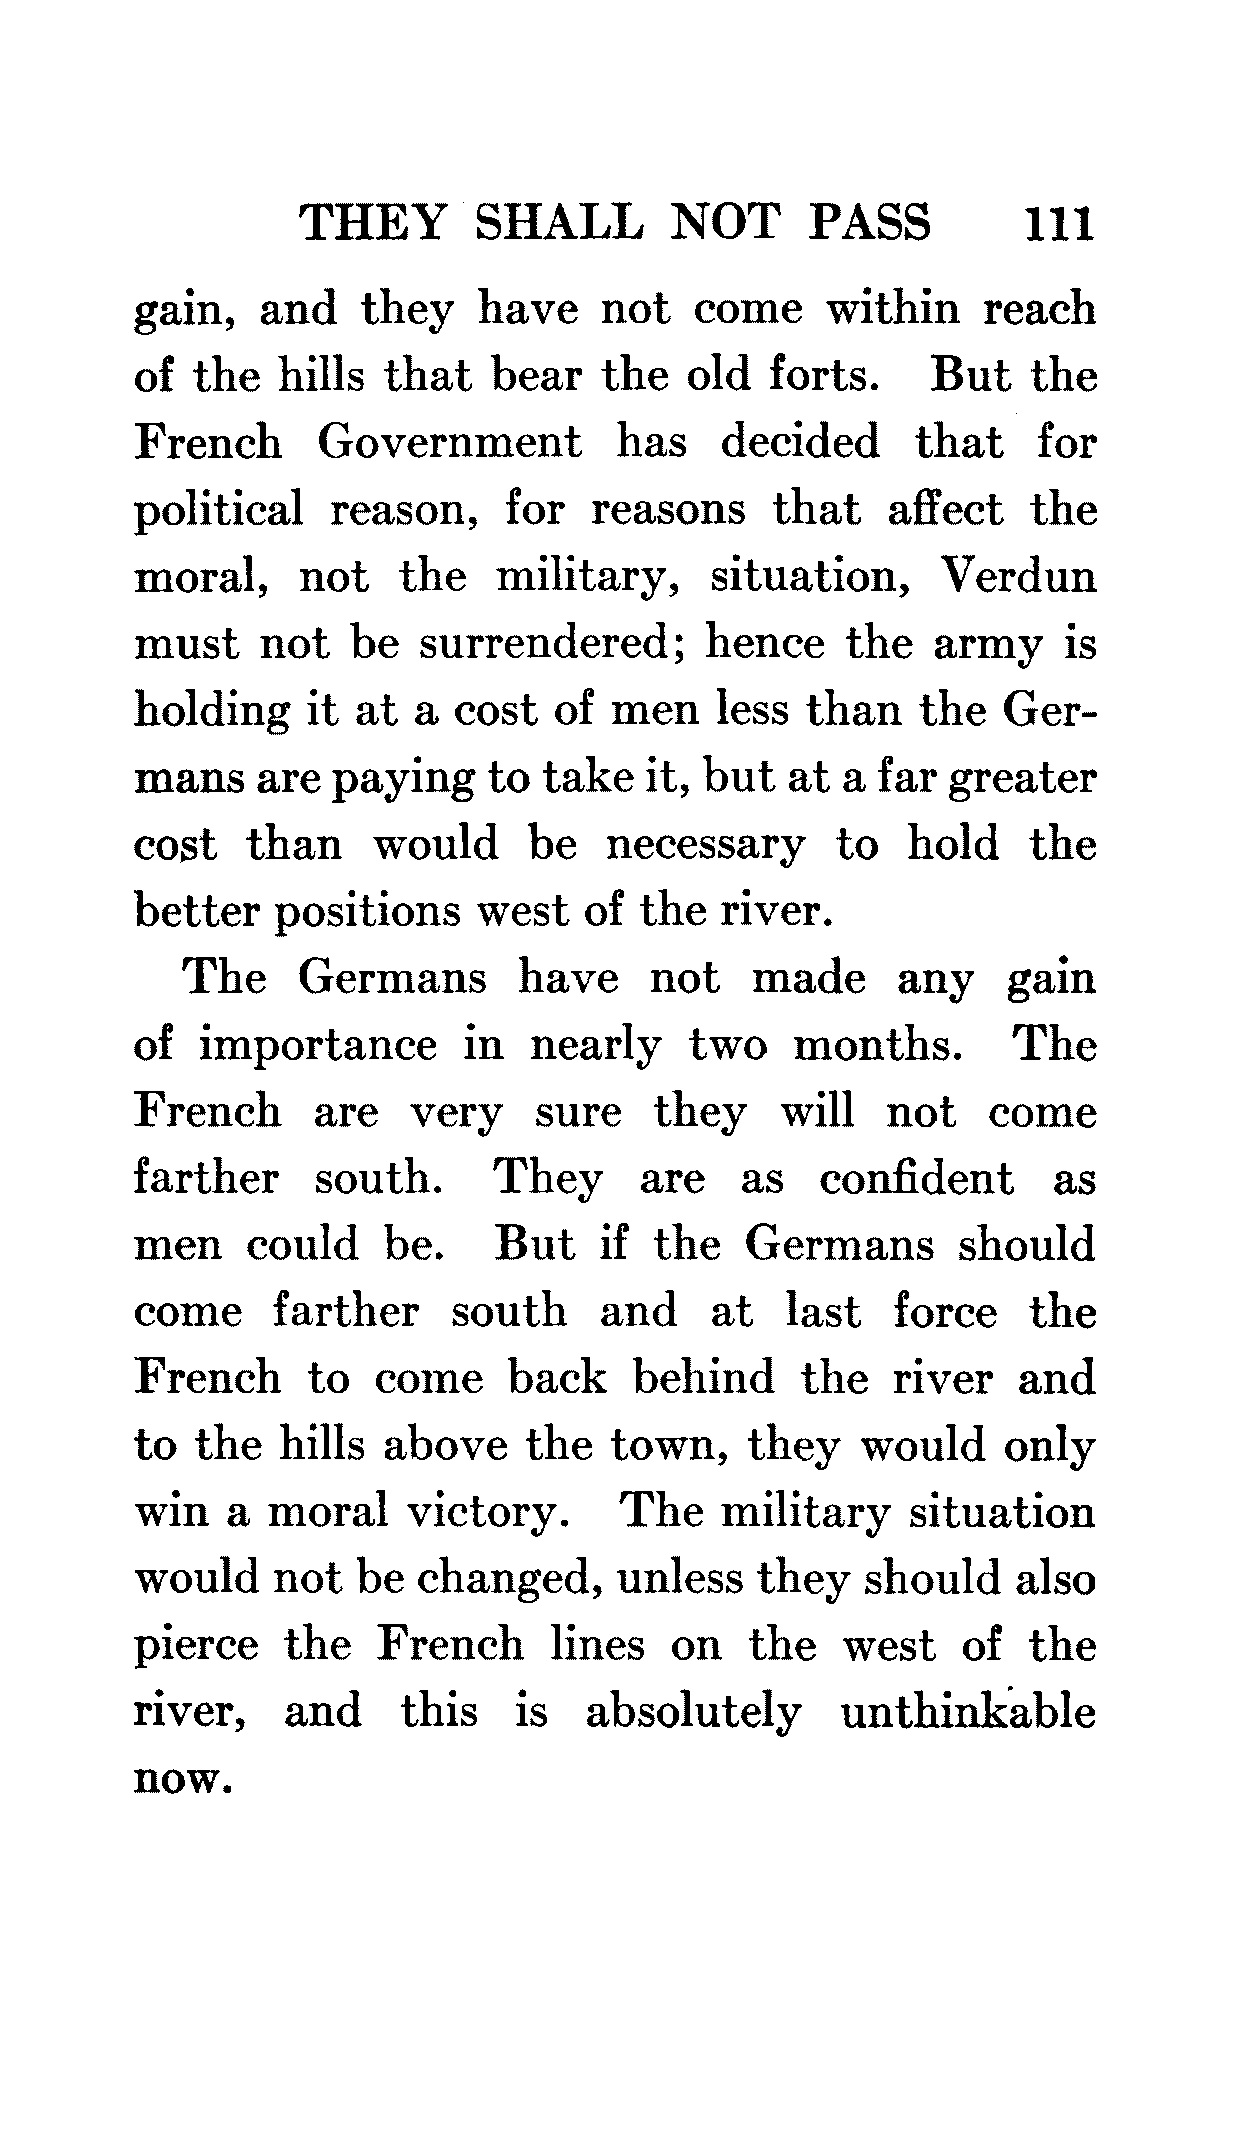 THEY SHALL NOT PASS 111
gain, and they have not come within reach
of the hills that bear the old forts. But the
French Government has decided that for
political reason, for reasons that affect the
moral, not the military, situation, Verdun
must not be surrendered; hence the army is
holding it at a cost of men less than the Ger-
mans are paying to take it, but at a far greater
cost than would be necessary to hold the
better positions west of the river.
The Germans have not made any gain
of importance in nearly two months. The
French are very sure they will not come
farther south. They are as confident as
men could be. But if the Germans should
come farther south and at last force the
French to come back behind the river and
to the hills above the town, they would only
win a moral victory. The military situation
would not be changed, unless they should also
pierce the French lines on the west of the
river, and this is absolutely unthinkable
now.